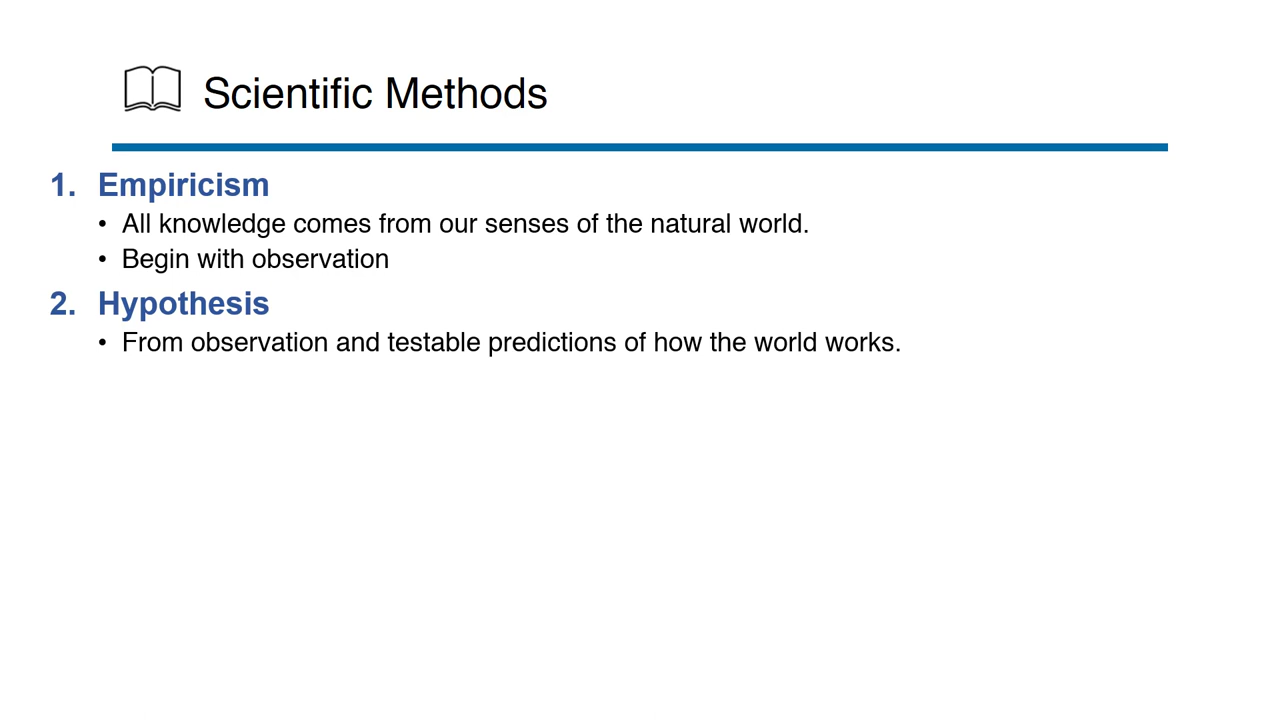 Scientific Methods
1. Empiricism
• All knowledge comes from our senses of the natural world.
• Begin with observation
2. Hypothesis
• From observation and testable predictions of how the world works.